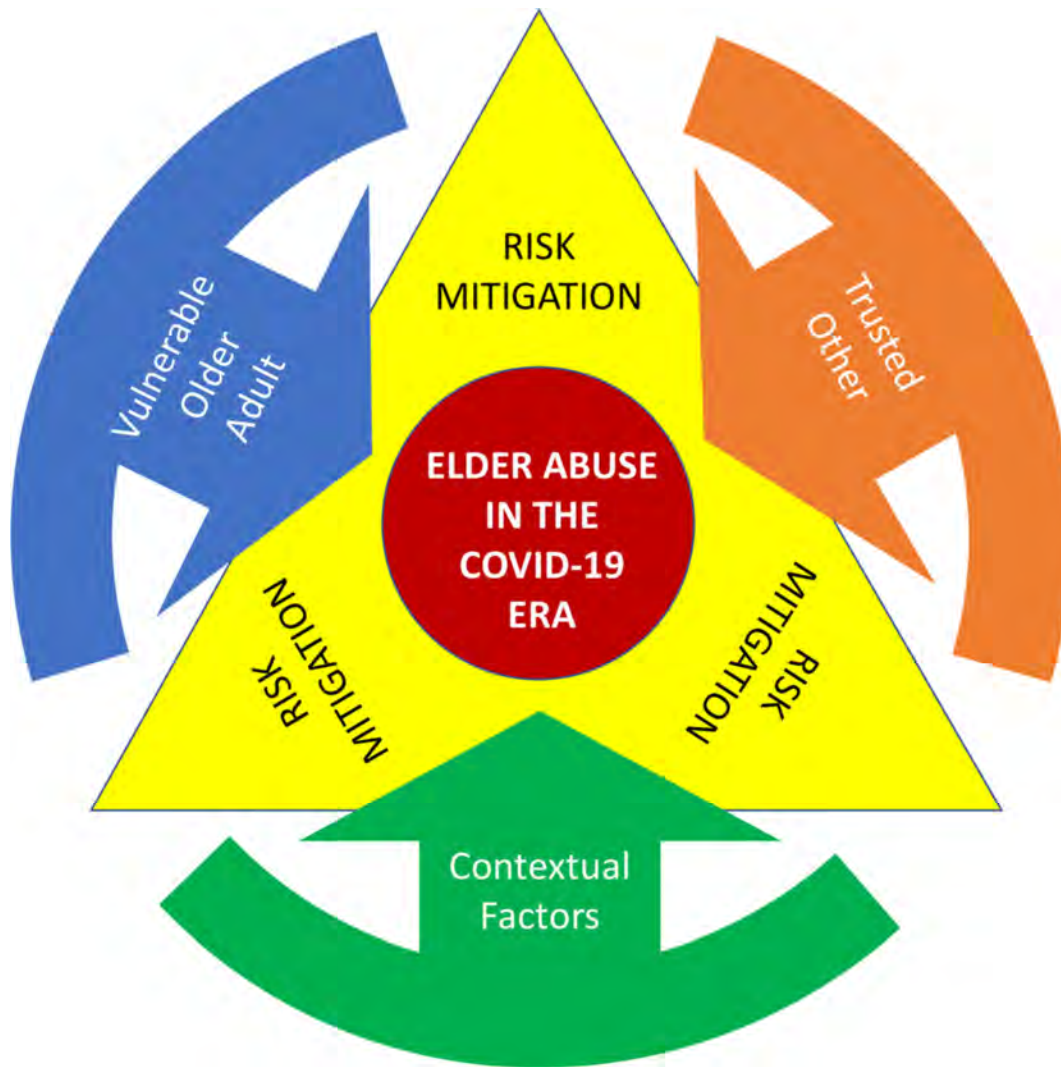 RISK
MITIGATION
Vulnerable
Older
Adult
Trusted
Other
ELDER ABUSE
IN THE
COVID-19
ERA
RISK
MITIGATION
RISK
MITIGATION
Contextual
Factors